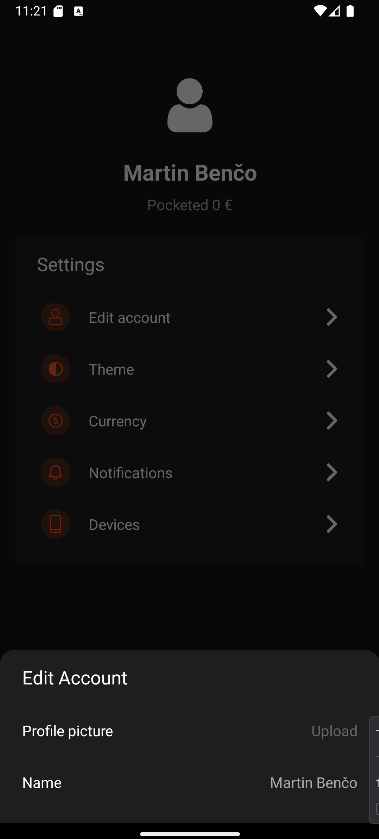 11:21
Martin Benčo
Pocketed 0 €
Settings
Edit account
Theme
Currency
Notifications
Devices
Edit Account
Profile picture Upload
Name Martin Benčo